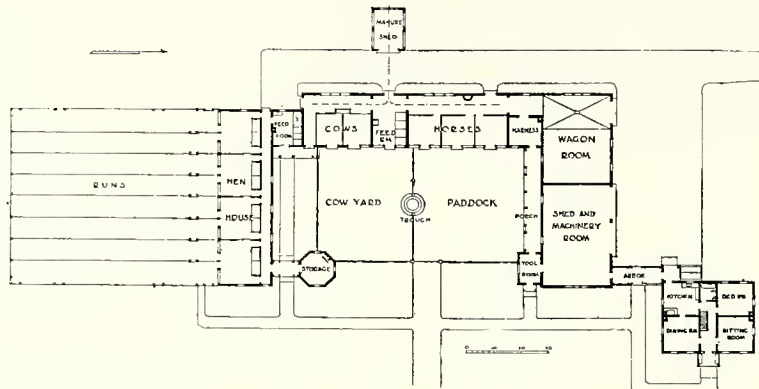 MANURE
SHED
FEED
ROOM
COWS
FEED
RM.
HORSES
HARNESS
WAGON
ROOM
RUNS
HEN
HOUSE
COW YARD
TROUGH
PADDOCK
PORCH
SHED AND
MACHINERY
ROOM
STORAGE
TOOL
ROOM
ARBOR
KITCHEN
BED RM
DINING RM
SITTING
ROOM